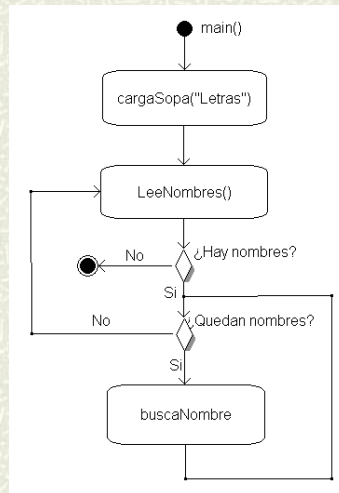 main()
cargaSopa("Letras")
LeeNombres()
¿Hay nombres?
No
Si
¿Quedan nombres?
No
Si
buscaNombre